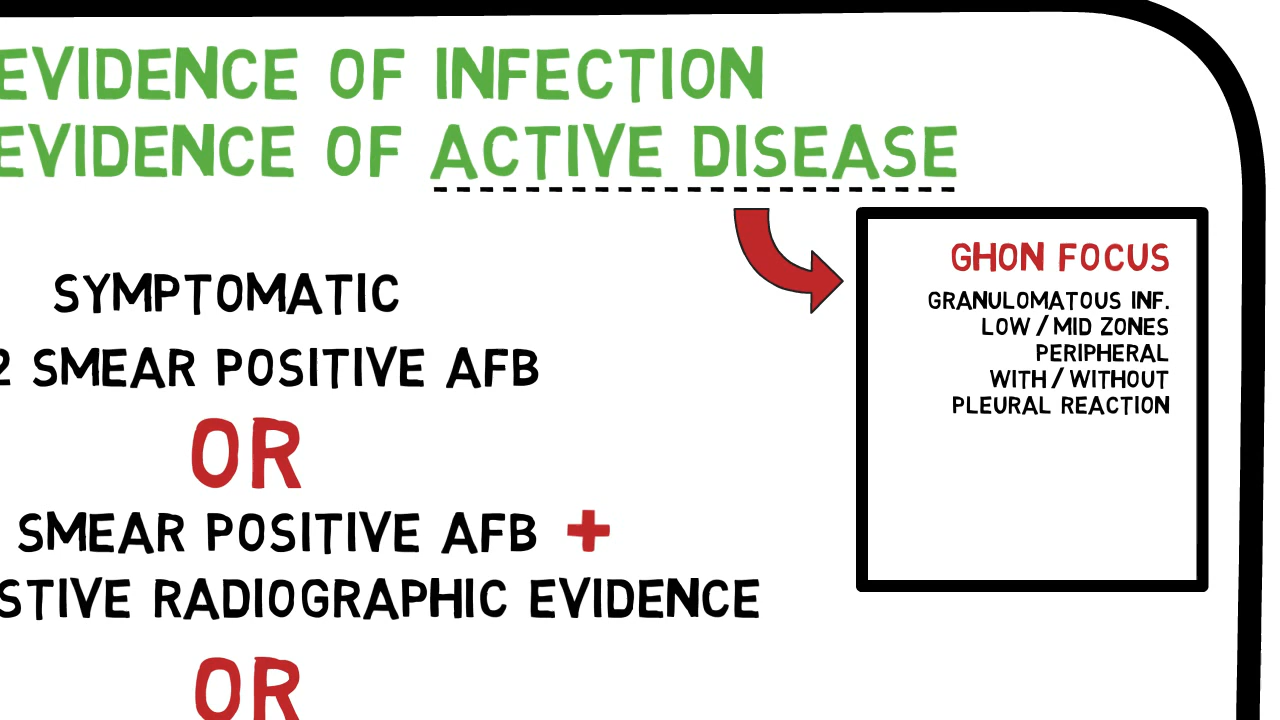 EVIDENCE OF INFECTION
EVIDENCE OF ACTIVE DISEASE
SYMPTOMATIC
2 SMEAR POSITIVE AFB
OR
SMEAR POSITIVE AFB +
STIVE RADIOGRAPHIC EVIDENCE
OR
GHON FOCUS
GRANULOMATOUS INF.
LOW / MID ZONES
PERIPHERAL
WITH / WITHOUT
PLEURAL REACTION